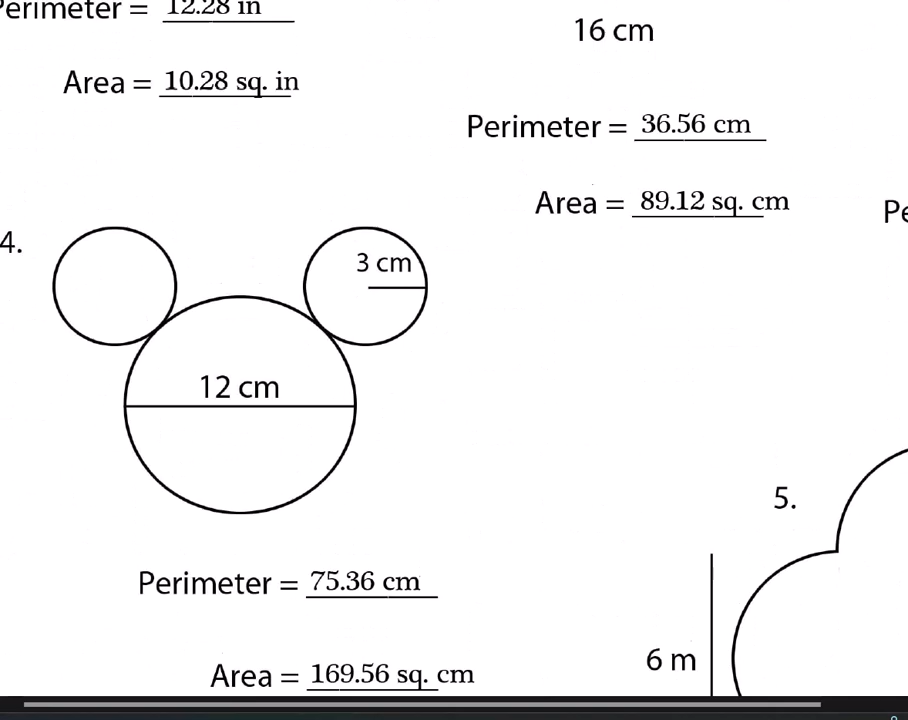 Perimeter = 12.28 in
16 cm
Area = 10.28 sq. in
Perimeter = 36.56 cm
Area = 89.12 sq. cm
Pe
4.
3 cm
12 cm
5.
Perimeter = 75.36 cm
6 m
Area = 169.56 sq. cm